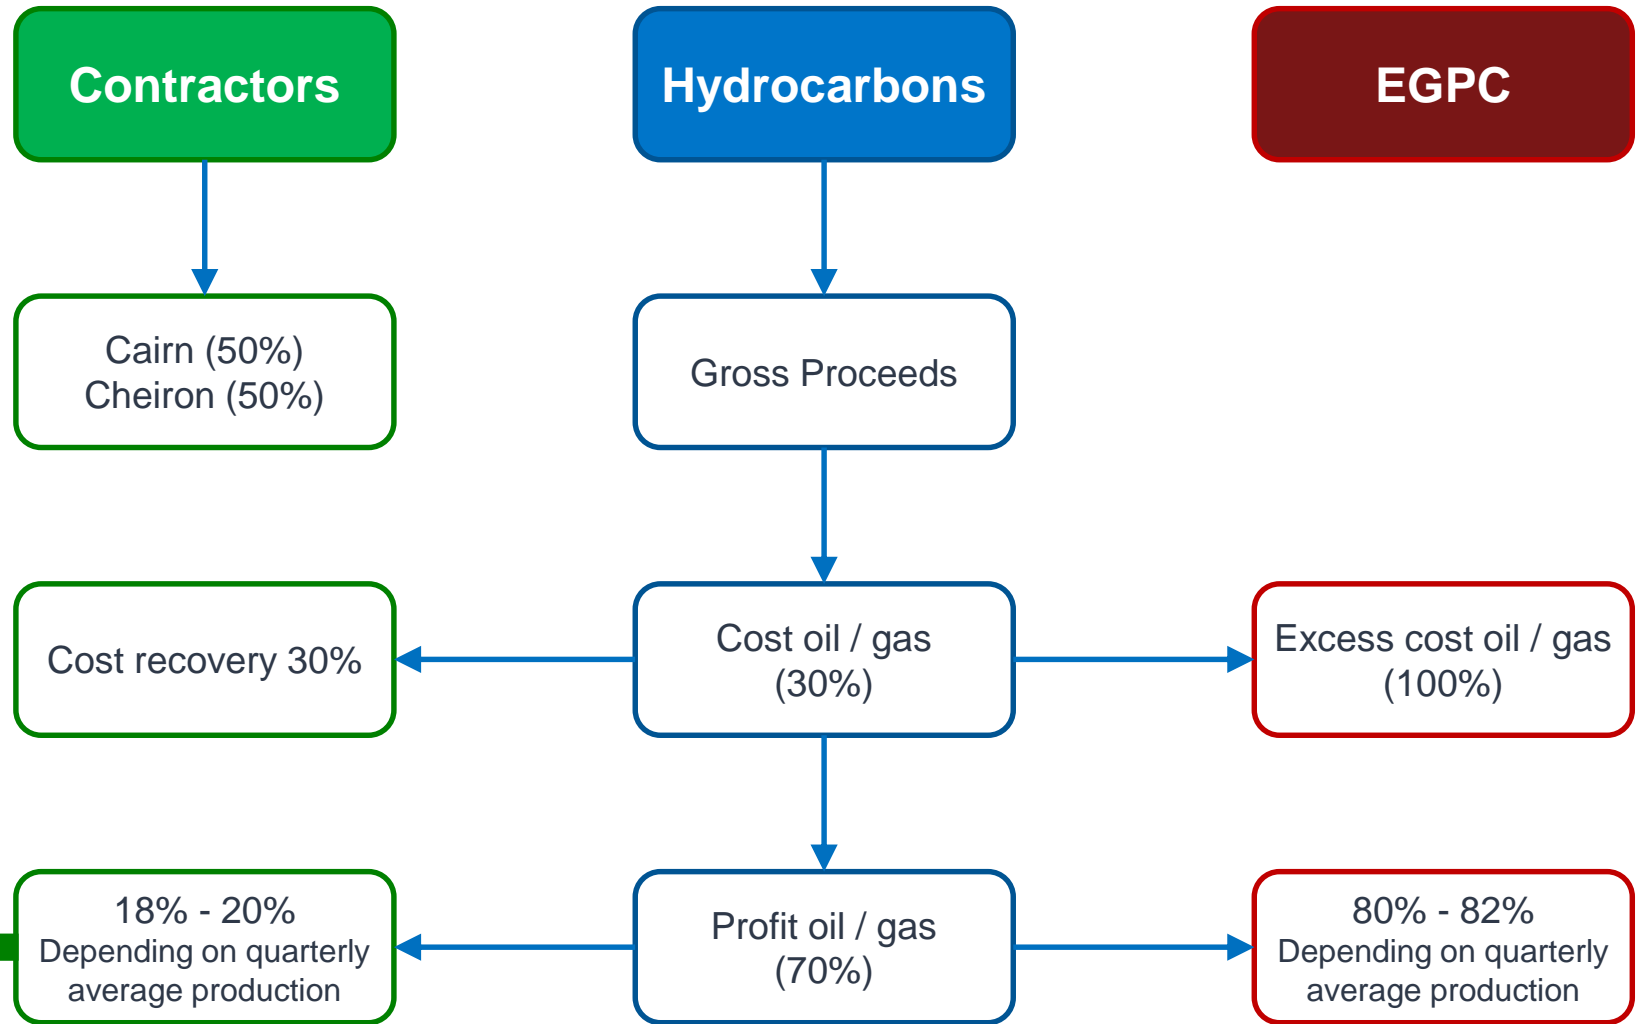 Contractors
Hydrocarbons
EGPC
Cairn (50%)
Cheiron (50%)
Gross Proceeds
Cost recovery 30%
Cost oil / gas
(30%)
Excess cost oil / gas
(100%)
18% - 20%
Depending on quarterly
average production
Profit oil / gas
(70%)
80% - 82%
Depending on quarterly
average production